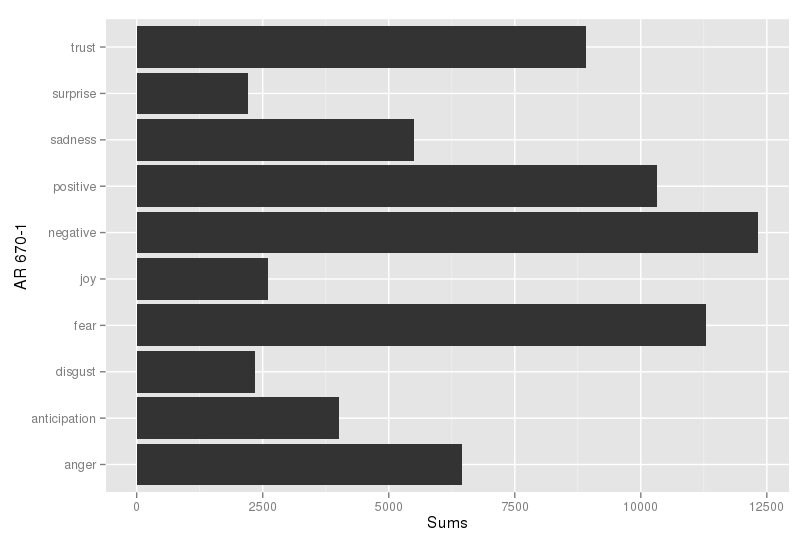 trust
surprise
sadness
positive
negative
joy
fear
disgust
anticipation
anger
AR 670-1
0 2500 5000 7500 10000 12500
Sums